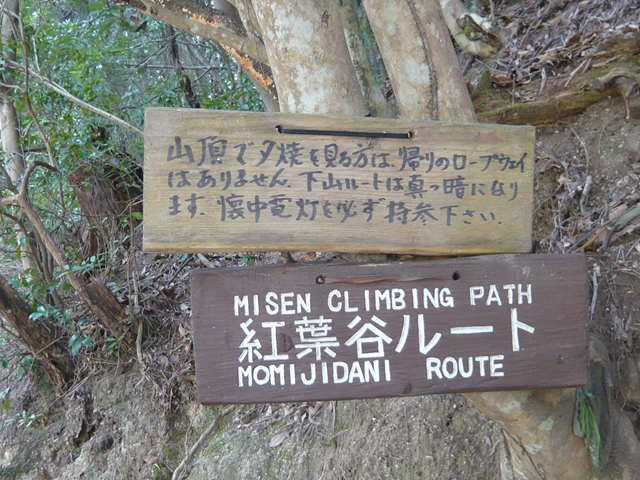 山頂で夕焼を見る方は、帰りのロープウェイ
はありません。下山ルートは真っ暗になり
ます。懐中電灯を必ず持参下さい。
MISEN CLIMBING PATH
紅葉谷ルート
MOMIJIDANI ROUTE